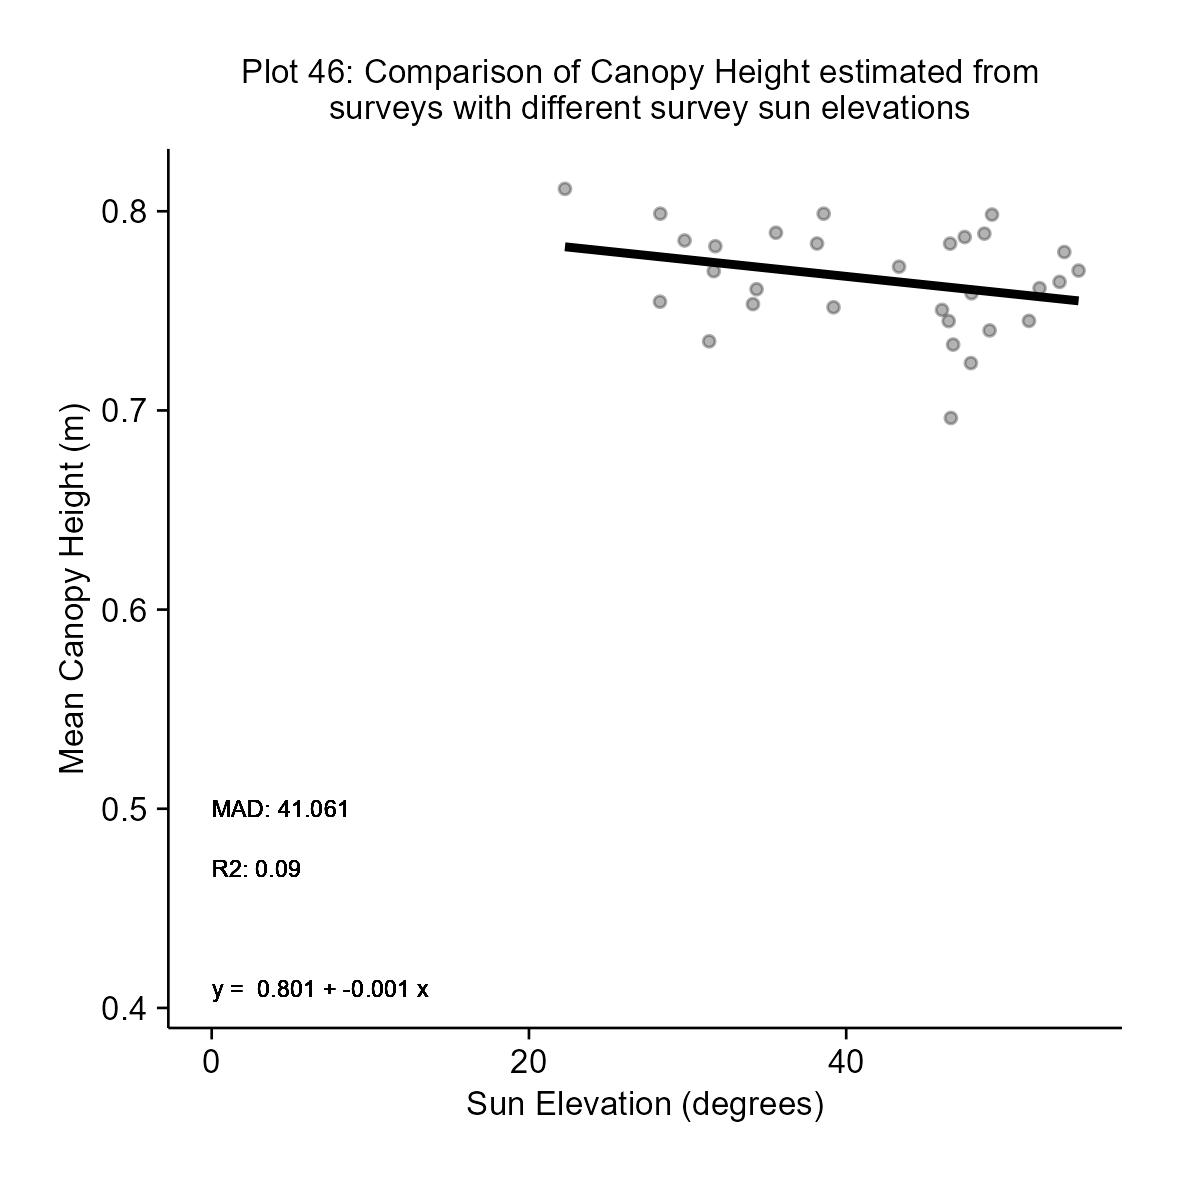 Plot 46: Comparison of Canopy Height estimated from
surveys with different survey sun elevations
Mean Canopy Height (m)
0.8
0.7
0.6
0.5
0.4
MAD: 41.061
R2: 0.09
y =  0.801 + -0.001 x
0
20
40
Sun Elevation (degrees)